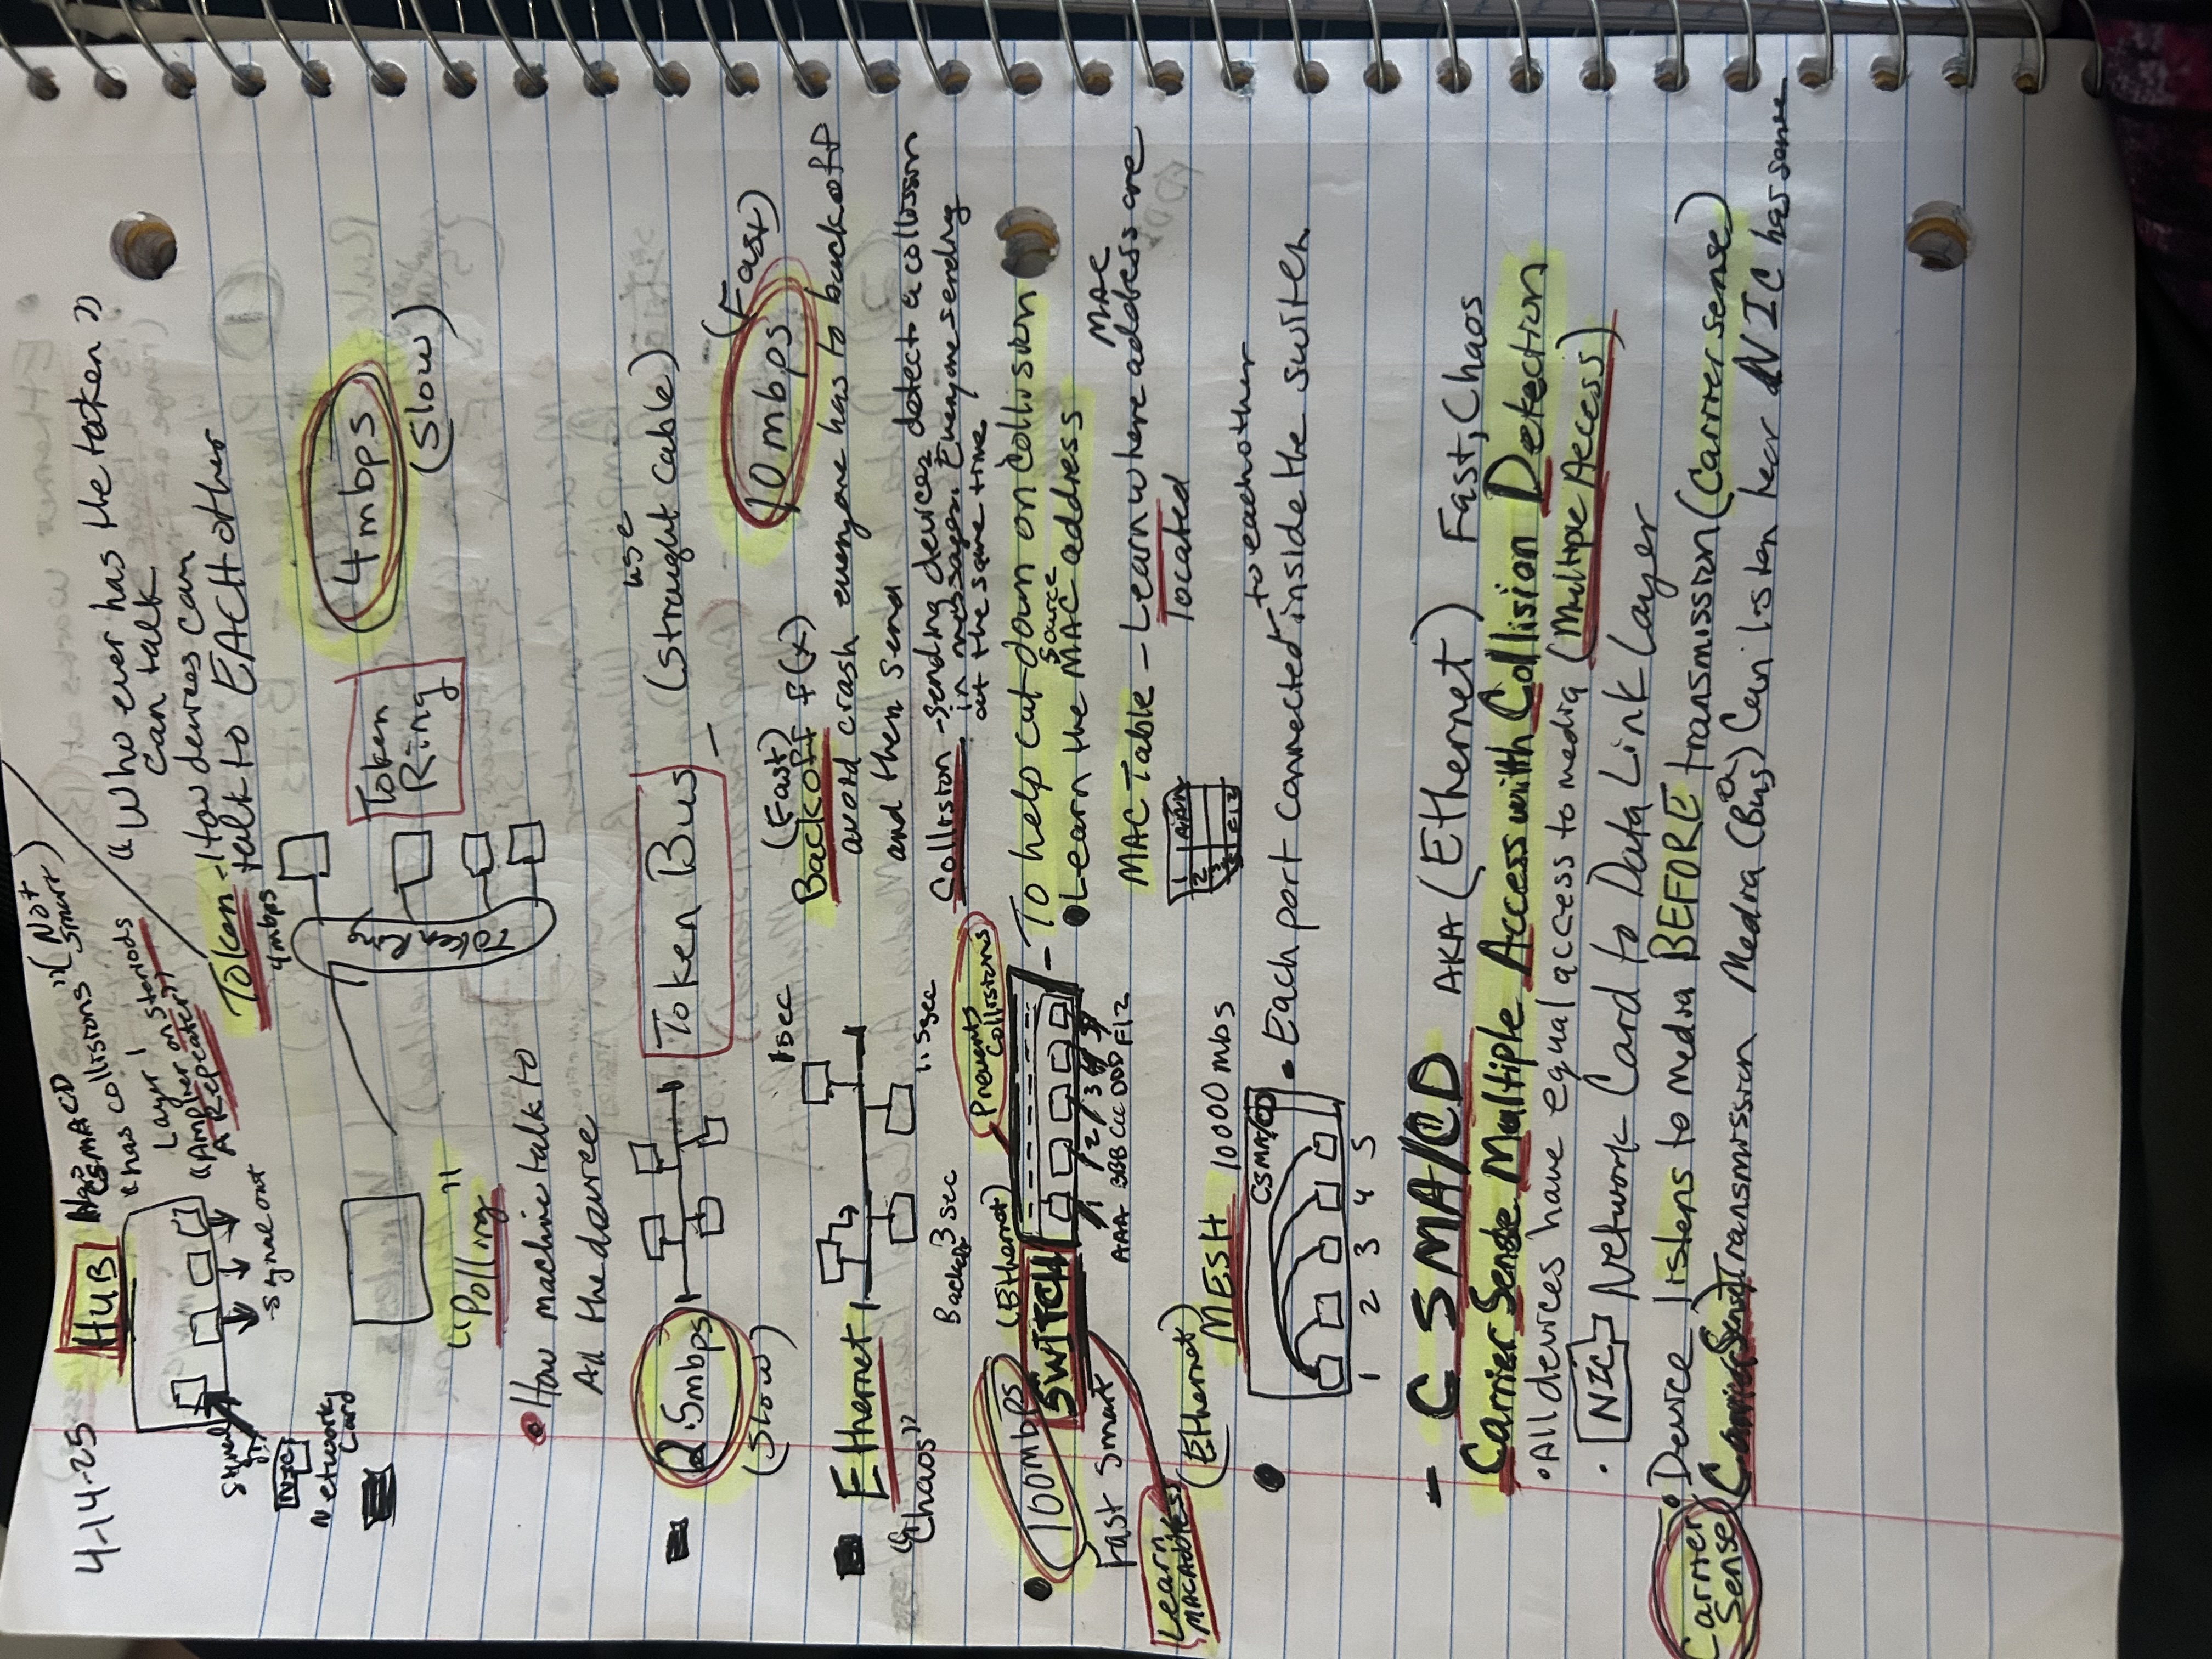 4-14-25
HUB
Has CSMACD
"has collisions" (Not smart)
Layer 1
"Amplier on steriods
A Repeater"
Signal
in
Signal out
NIC
Network
Card
"Who ever has the token"
can talk
Token - How devices can
talk to EACH other
4mbps
Token Ring
Token
Ring
4mbps
(Slow)
"Polling"
How machine talk to
All the device
2.5mbps
(Slow)
Token Bus - (Straight Cable)
use
10mbps
(Fast)
Ethernet
"Chaos"
1sec
1.5sec
3 sec
(Fast)
Backoff f(x)
avoid crash everyone has to back off
and then send
Collision - sending devices detects a collission
in messages. Everyone sending
at the same time
100mbps
(Ethernet)
SWITCH
Prevents
Collisions
1 2 3 4 5
AAA BBB CCC DDD F12
Fast Smart
Learn
MAC Address
- To help cut down on collision
• Learn the source MAC address
MAC Table - Learn where MAC address are
located
1 AAA
2
3
5 F12
(Ethernet)
MESH 10000 mbs
CSMA/CD
1 2 3 4 5
• Each port connected to eachother inside the switch
- CSMA/CD AKA (Ethernet) Fast, Chaos
Carrier Sense Multiple Access with Collision Detection
• All devices have equal access to media (Multiple Access)
• NIC Network Card to Data Link Layer
Carrier
Sense
• Device listens to media BEFORE transmission (Carrier sense)
Carrier Sense) Transmission Media (Bus) Can listen hear NIC has sense